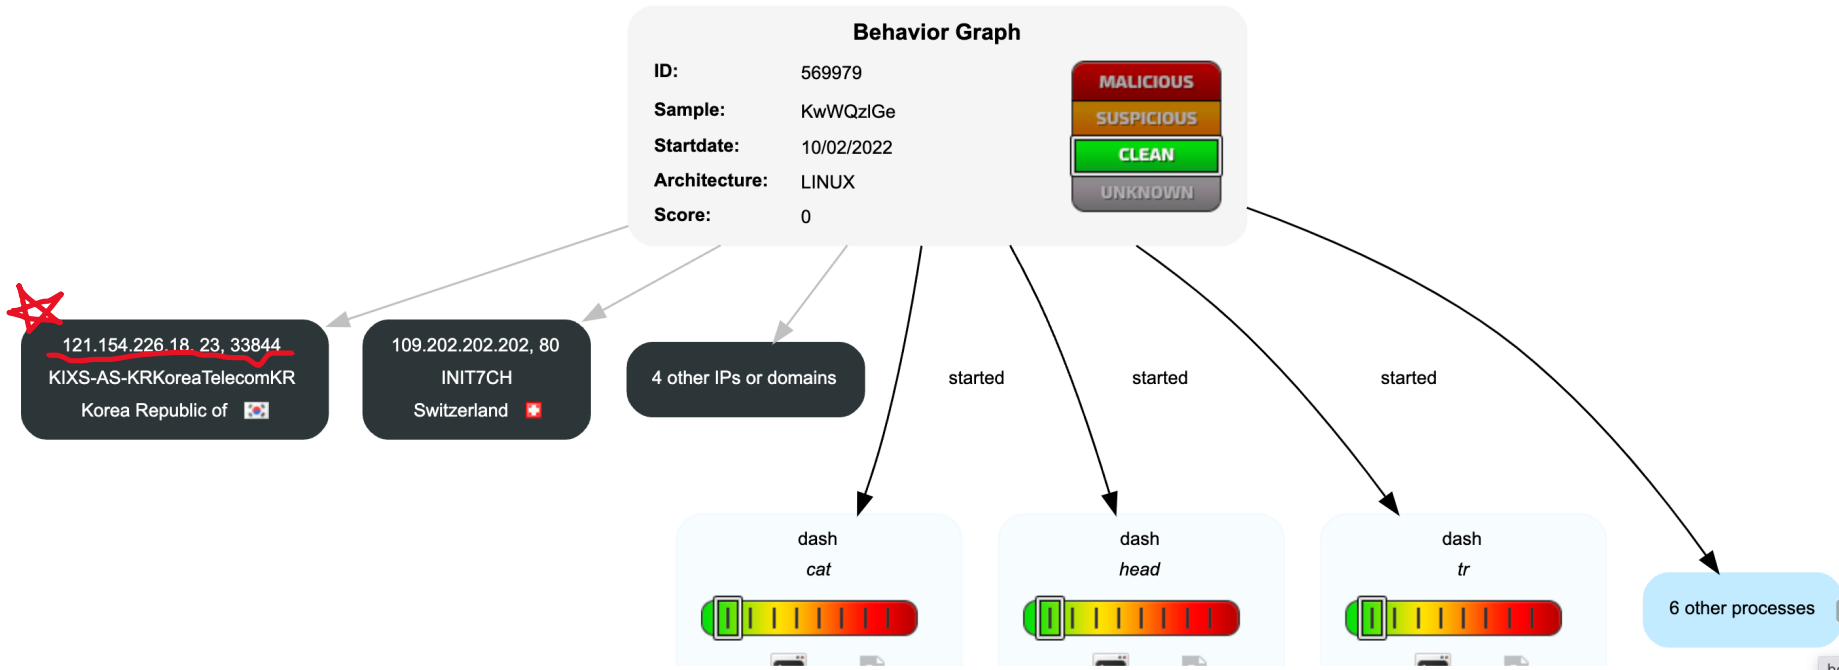 Behavior Graph
ID: 569979
Sample: KwWQzlGe
Startdate: 10/02/2022
Architecture: LINUX
Score: 0
MALICIOUS
SUSPICIOUS
CLEAN
UNKNOWN
121.154.226.18, 23, 33844
KIXS-AS-KRKoreaTelecomKR
Korea Republic of
109.202.202.202, 80
INIT7CH
Switzerland
4 other IPs or domains
started
started
started
dash
cat
dash
head
dash
tr
6 other processes